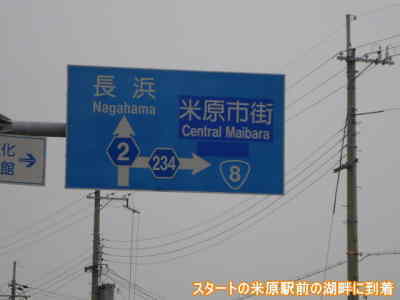 長浜
Nagahama
米原市街
Central Maibara
2
234
8
化
館
スタートの米原駅前の湖畔に到着